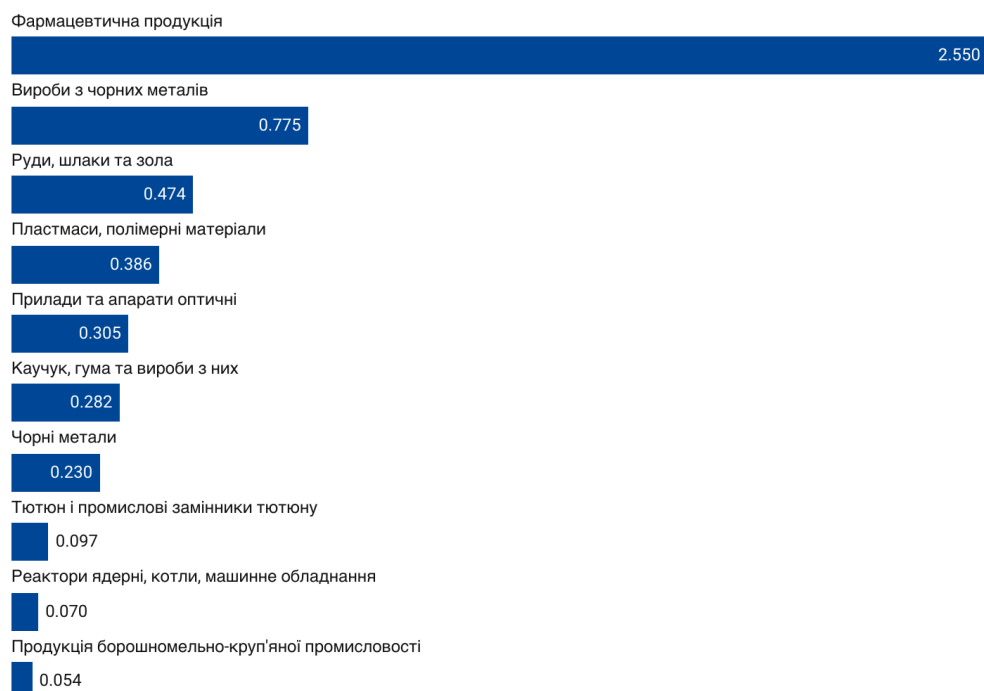 Фармацевтична продукція
2.550
Вироби з чорних металів
0.775
Руди, шлаки та зола
0.474
Пластмаси, полімерні матеріали
0.386
Прилади та апарати оптичні
0.305
Каучук, гума та вироби з них
0.282
Чорні метали
0.230
Тютюн і промислові замінники тютюну
0.097
Реактори ядерні, котли, машинне обладнання
0.070
Продукція борошномельно-круп'яної промисловості
0.054